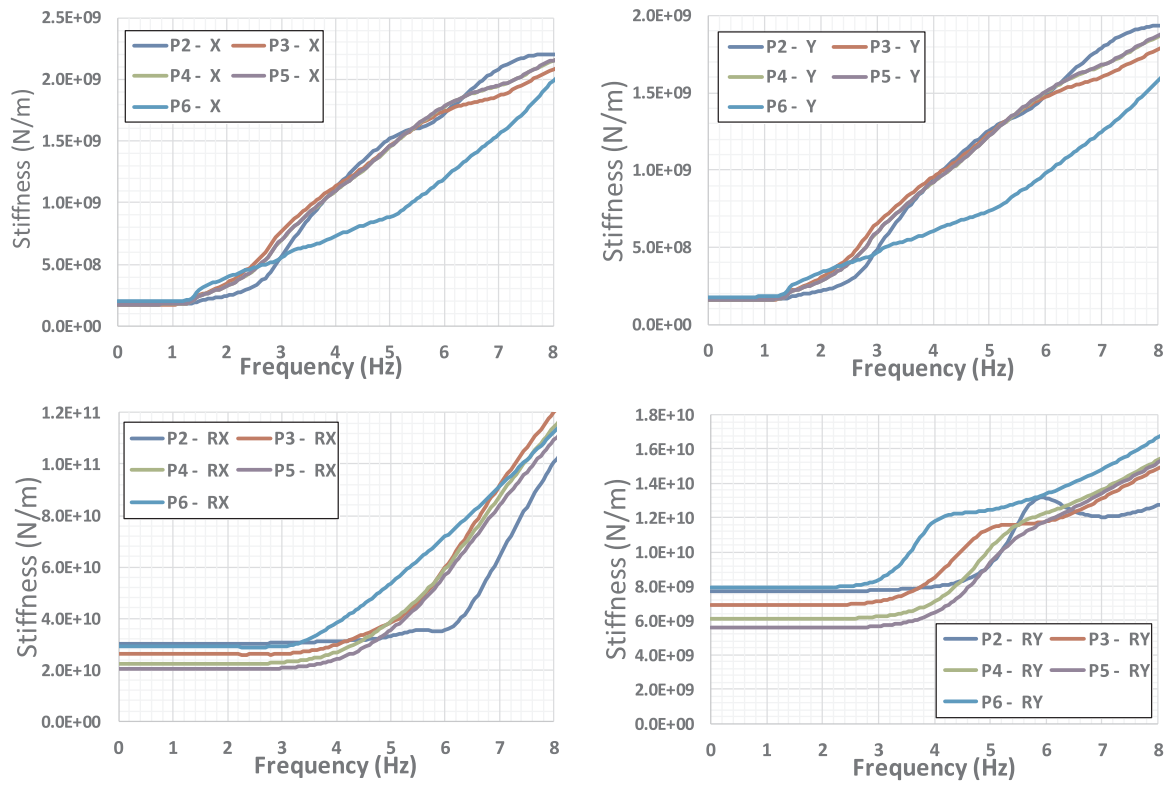 2.5E+09
2.0E+09
1.5E+09
1.0E+09
5.0E+08
0.0E+00
Stiffness (N/m)
P2 - X P3 - X
P4 - X P5 - X
P6 - X
0 1 2 3 4 5 6 7 8
Frequency (Hz)
2.0E+09
1.5E+09
1.0E+09
5.0E+08
0.0E+00
Stiffness (N/m)
P2 - Y P3 - Y
P4 - Y P5 - Y
P6 - Y
0 1 2 3 4 5 6 7 8
Frequency (Hz)
1.2E+11
1.0E+11
8.0E+10
6.0E+10
4.0E+10
2.0E+10
0.0E+00
Stiffness (N/m)
P2 - RX P3 - RX
P4 - RX P5 - RX
P6 - RX
0 1 2 3 4 5 6 7 8
Frequency (Hz)
1.8E+10
1.6E+10
1.4E+10
1.2E+10
1.0E+10
8.0E+09
6.0E+09
4.0E+09
2.0E+09
0.0E+00
Stiffness (N/m)
P2 - RY P3 - RY
P4 - RY P5 - RY
P6 - RY
0 1 2 3 4 5 6 7 8
Frequency (Hz)